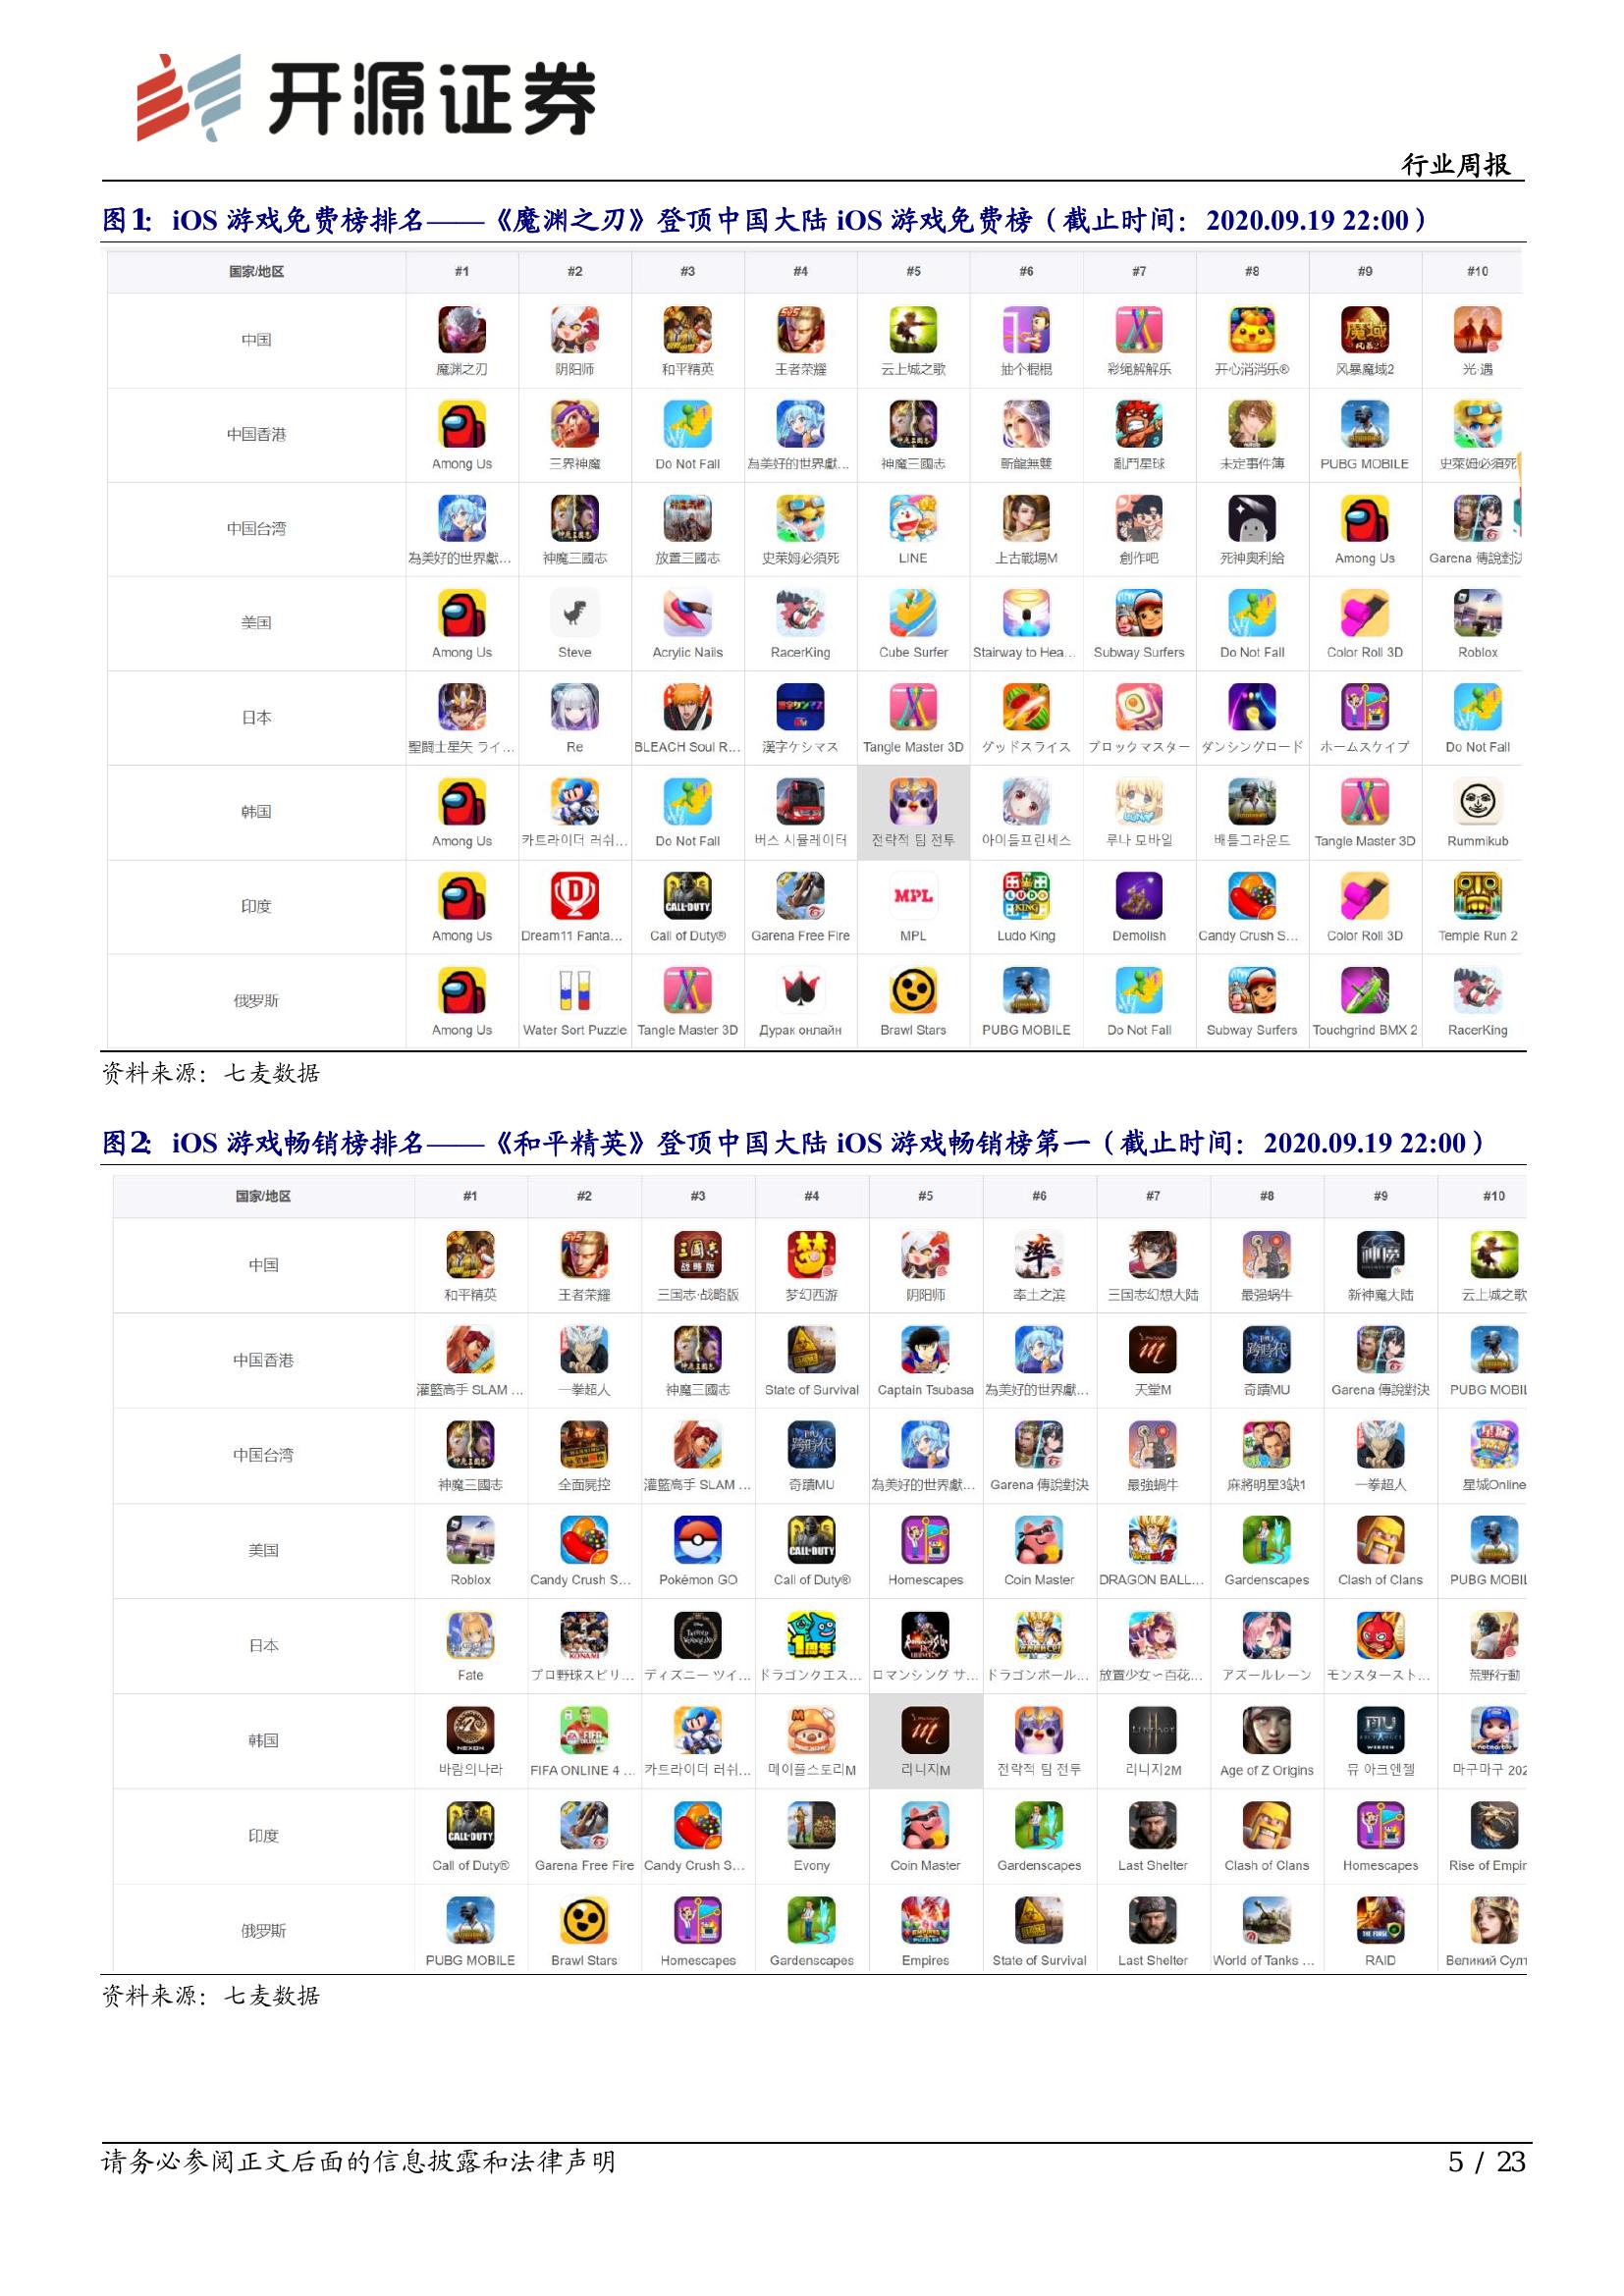 开源证券
行业周报
图1：iOS 游戏免费榜排名——《魔渊之刃》登顶中国大陆 iOS 游戏免费榜（截止时间：2020.09.19 22:00）
国家/地区 #1 #2 #3 #4 #5 #6 #7 #8 #9 #10
中国 魔渊之刃 阴阳师 和平精英 王者荣耀 云上城之歌 抽个棍棍 彩绳解解乐 开心消消乐® 风暴魔域2 光·遇
中国香港 Among Us 三界神魔 Do Not Fall 為美好的世界獻... 神魔三國志 斬龍無雙 亂鬥星球 未定事件簿 PUBG MOBILE 史萊姆必須死
中国台湾 為美好的世界獻... 神魔三國志 放置三國志 史萊姆必須死 LINE 上古戰場M 創作吧 死神奧利給 Among Us Garena 傳說對決
美国 Among Us Steve Acrylic Nails RacerKing Cube Surfer Stairway to Hea... Subway Surfers Do Not Fall Color Roll 3D Roblox
日本 聖闘士星矢 ライ... Re BLEACH Soul R... 漢字ケシマス Tangle Master 3D グッドスライス ブロックマスター ダンシングロード ホームスケイプ Do Not Fall
韩国 Among Us 카트라이더 러쉬... Do Not Fall 버스 시뮬레이터 전략적 팀 전투 아이들프린세스 루나 모바일 배틀그라운드 Tangle Master 3D Rummikub
印度 Among Us Dream11 Fanta... Call of Duty® Garena Free Fire MPL Ludo King Demolish Candy Crush S... Color Roll 3D Temple Run 2
俄罗斯 Among Us Water Sort Puzzle Tangle Master 3D Дурак онлайн Brawl Stars PUBG MOBILE Do Not Fall Subway Surfers Touchgrind BMX 2 RacerKing
资料来源：七麦数据
图2：iOS 游戏畅销榜排名——《和平精英》登顶中国大陆 iOS 游戏畅销榜第一（截止时间：2020.09.19 22:00）
国家/地区 #1 #2 #3 #4 #5 #6 #7 #8 #9 #10
中国 和平精英 王者荣耀 三国志·战略版 梦幻西游 阴阳师 率土之滨 三国志幻想大陆 最强蜗牛 新神魔大陆 云上城之歌
中国香港 灌籃高手 SLAM ... 一拳超人 神魔三國志 State of Survival Captain Tsubasa 為美好的世界獻... 天堂M 奇蹟MU Garena 傳說對決 PUBG MOBIL
中国台湾 神魔三國志 全面屍控 灌籃高手 SLAM ... 奇蹟MU 為美好的世界獻... Garena 傳說對決 最強蝸牛 麻將明星3缺1 一拳超人 星城Online
美国 Roblox Candy Crush S... Pokémon GO Call of Duty® Homescapes Coin Master DRAGON BALL... Gardenscapes Clash of Clans PUBG MOBIL
日本 Fate プロ野球スピリ... ディズニー ツイ... ドラゴンクエス... ロマンシング サ... ドラゴンボール... 放置少女～百花... アズールレーン モンスタースト... 荒野行動
韩国 바람의나라 FIFA ONLINE 4 ... 카트라이더 러쉬... 메이플스토리M 리니지M 전략적 팀 전투 리니지2M Age of Z Origins 뮤 아크엔젤 마구마구 202
印度 Call of Duty® Garena Free Fire Candy Crush S... Evony Coin Master Gardenscapes Last Shelter Clash of Clans Homescapes Rise of Empir
俄罗斯 PUBG MOBILE Brawl Stars Homescapes Gardenscapes Empires State of Survival Last Shelter World of Tanks ... RAID Великий Сул
资料来源：七麦数据
请务必参阅正文后面的信息披露和法律声明
5 / 23